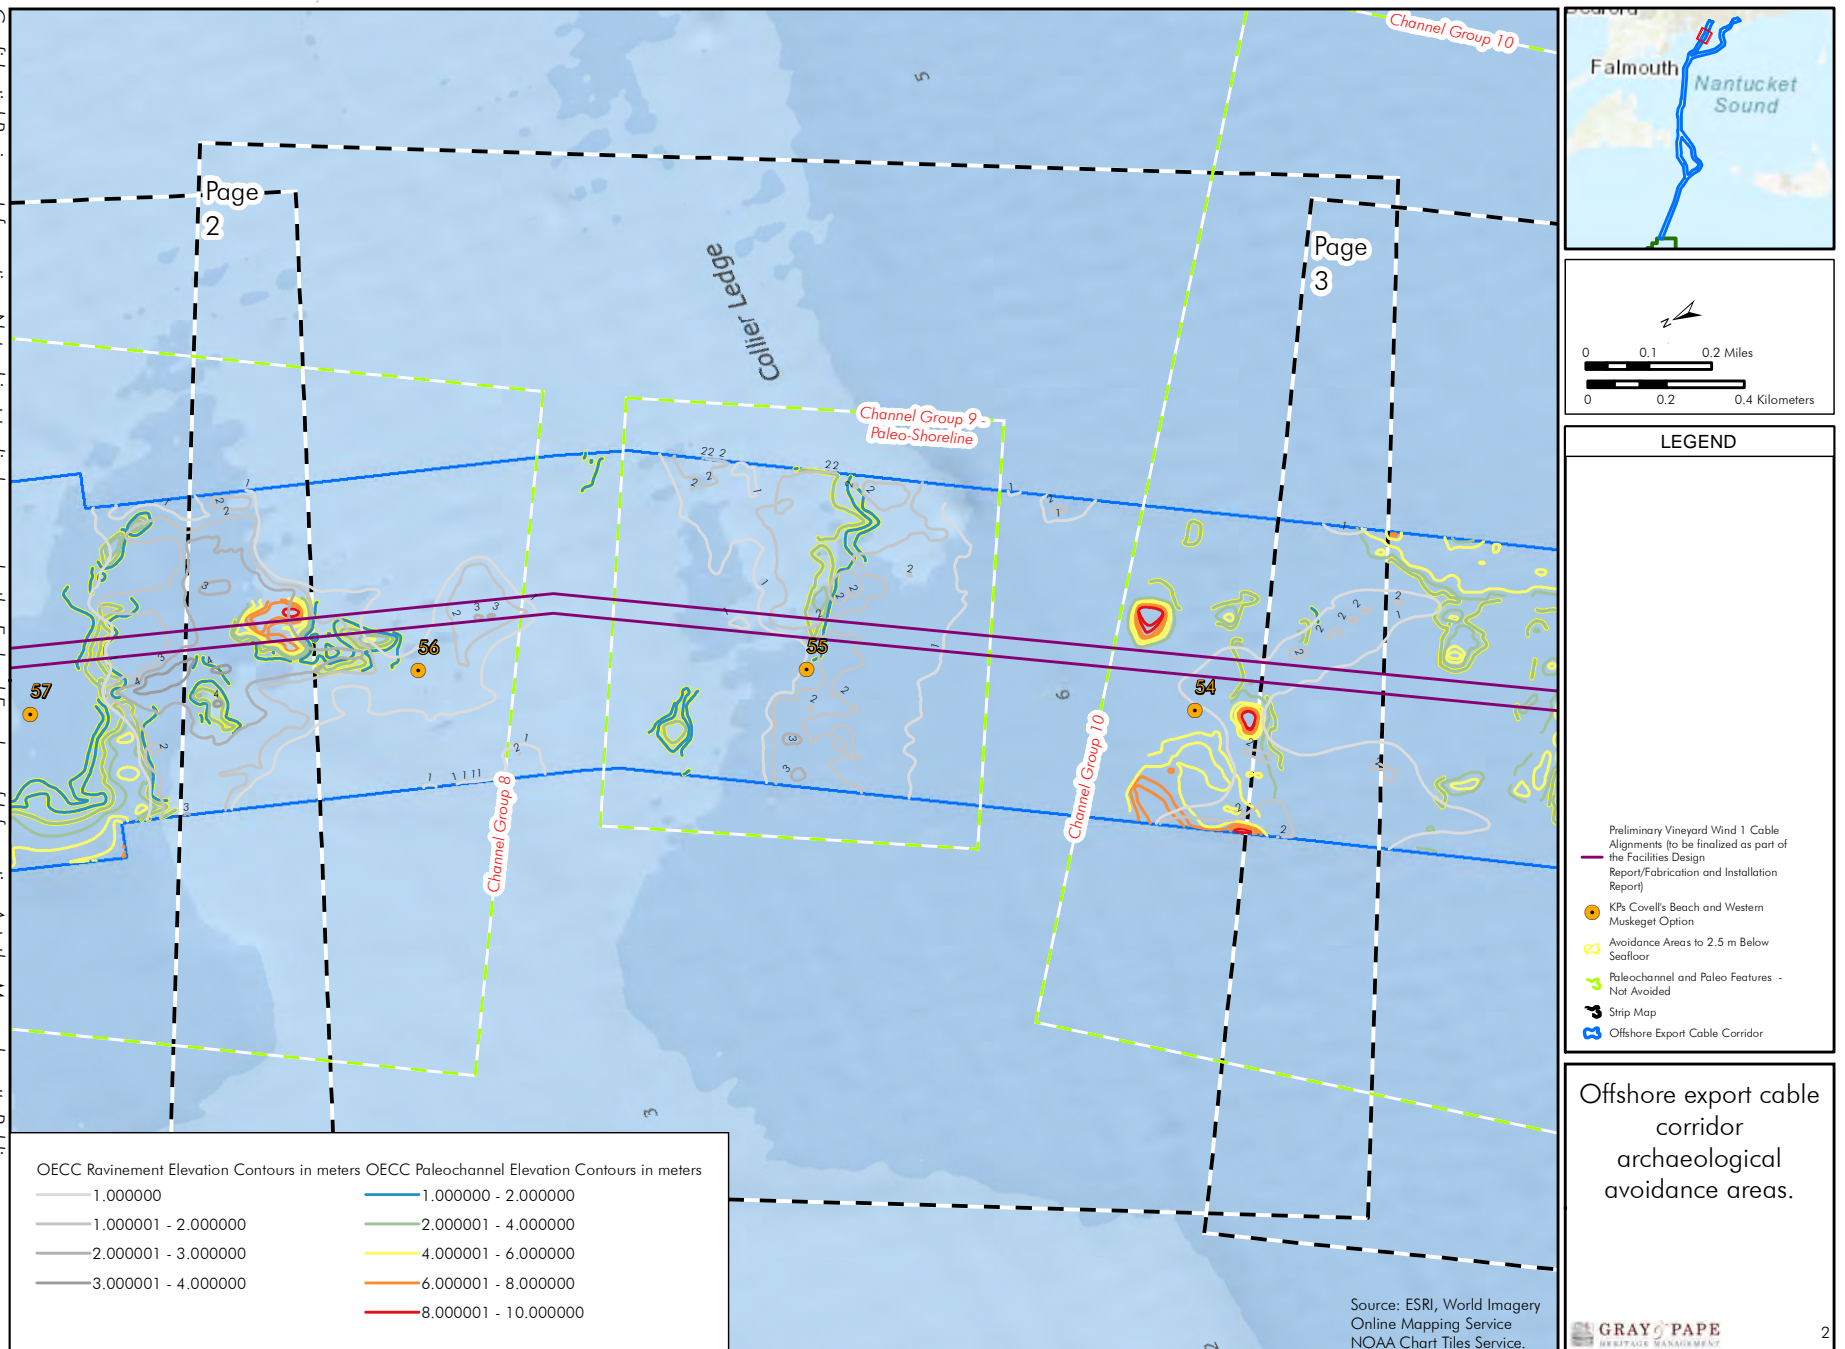 Channel Group 10
5
Page
2
Page
3
Collier Ledge
Channel Group 9 -
Paleo-Shoreline
57
56
55
54
6
Channel Group 10
Channel Group 8
3
OECC Ravinement Elevation Contours in meters
1.000000
1.000001 - 2.000000
2.000001 - 3.000000
3.000001 - 4.000000
OECC Paleochannel Elevation Contours in meters
1.000000 - 2.000000
2.000001 - 4.000000
4.000001 - 6.000000
6.000001 - 8.000000
8.000001 - 10.000000
Source: ESRI, World Imagery
Online Mapping Service
NOAA Chart Tiles Service.
Falmouth
Nantucket
Sound
N
0 0.1 0.2 Miles
0 0.2 0.4 Kilometers
LEGEND
Preliminary Vineyard Wind 1 Cable
Alignments (to be finalized as part of
the Facilities Design
Report/Fabrication and Installation
Report)
KPs Covell's Beach and Western
Muskeget Option
Avoidance Areas to 2.5 m Below
Seafloor
Paleochannel and Paleo Features -
Not Avoided
Strip Map
Offshore Export Cable Corridor
Offshore export cable
corridor
archaeological
avoidance areas.
GRAY & PAPE
HERITAGE MANAGEMENT
2